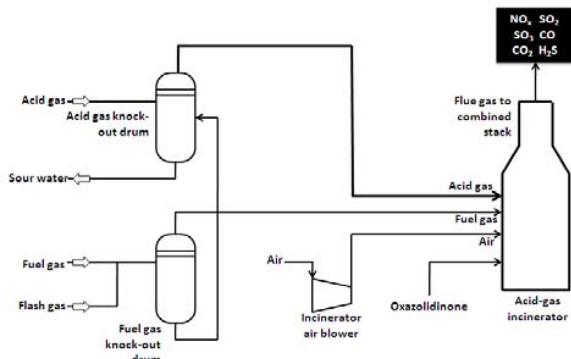 NOx SO2
SO3 CO
CO2 H2S
Flue gas to
combined
stack
Acid gas
Acid gas knock-
out drum
Sour water
Acid gas
Fuel gas
Air
Fuel gas
Flash gas
Air
Incinerator
air blower
Oxazolidinone
Acid-gas
incinerator
Fuel gas
knock-out
drum